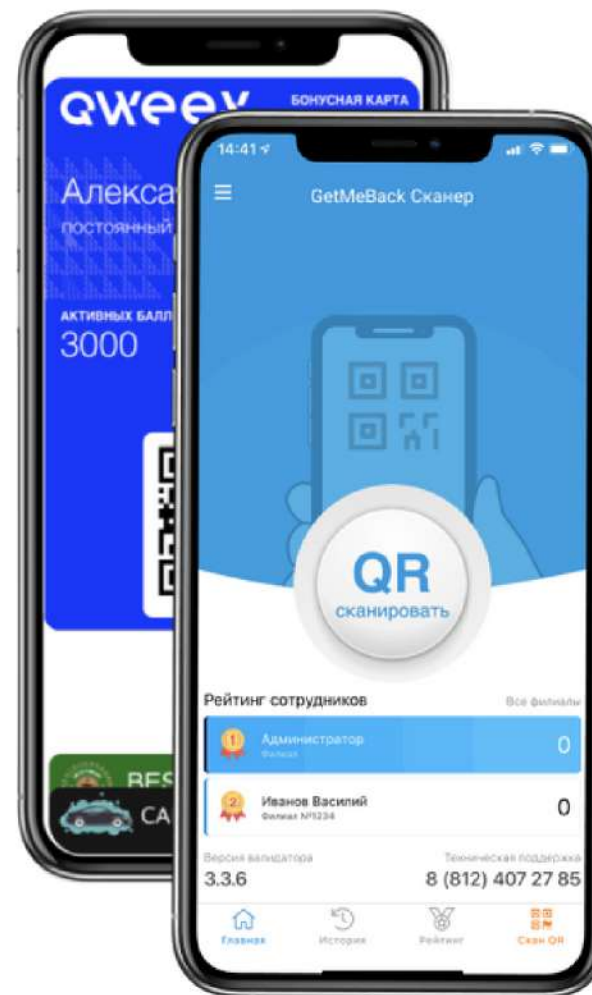 QWEEX
БОНУСНАЯ КАРТА
постоянный
АКТИВНЫХ
3000
14:41
GetMeBack Сканер
QR
сканировать
Рейтинг сотрудников
Все филиалы
1
Администратор
Филиал
0
2
Иванов Василий
Филиал №1234
0
Версия валидатора
Техническая поддержка
3.3.6
8 (812) 407 27 85
Главная
История
Рейтинг
Скан QR